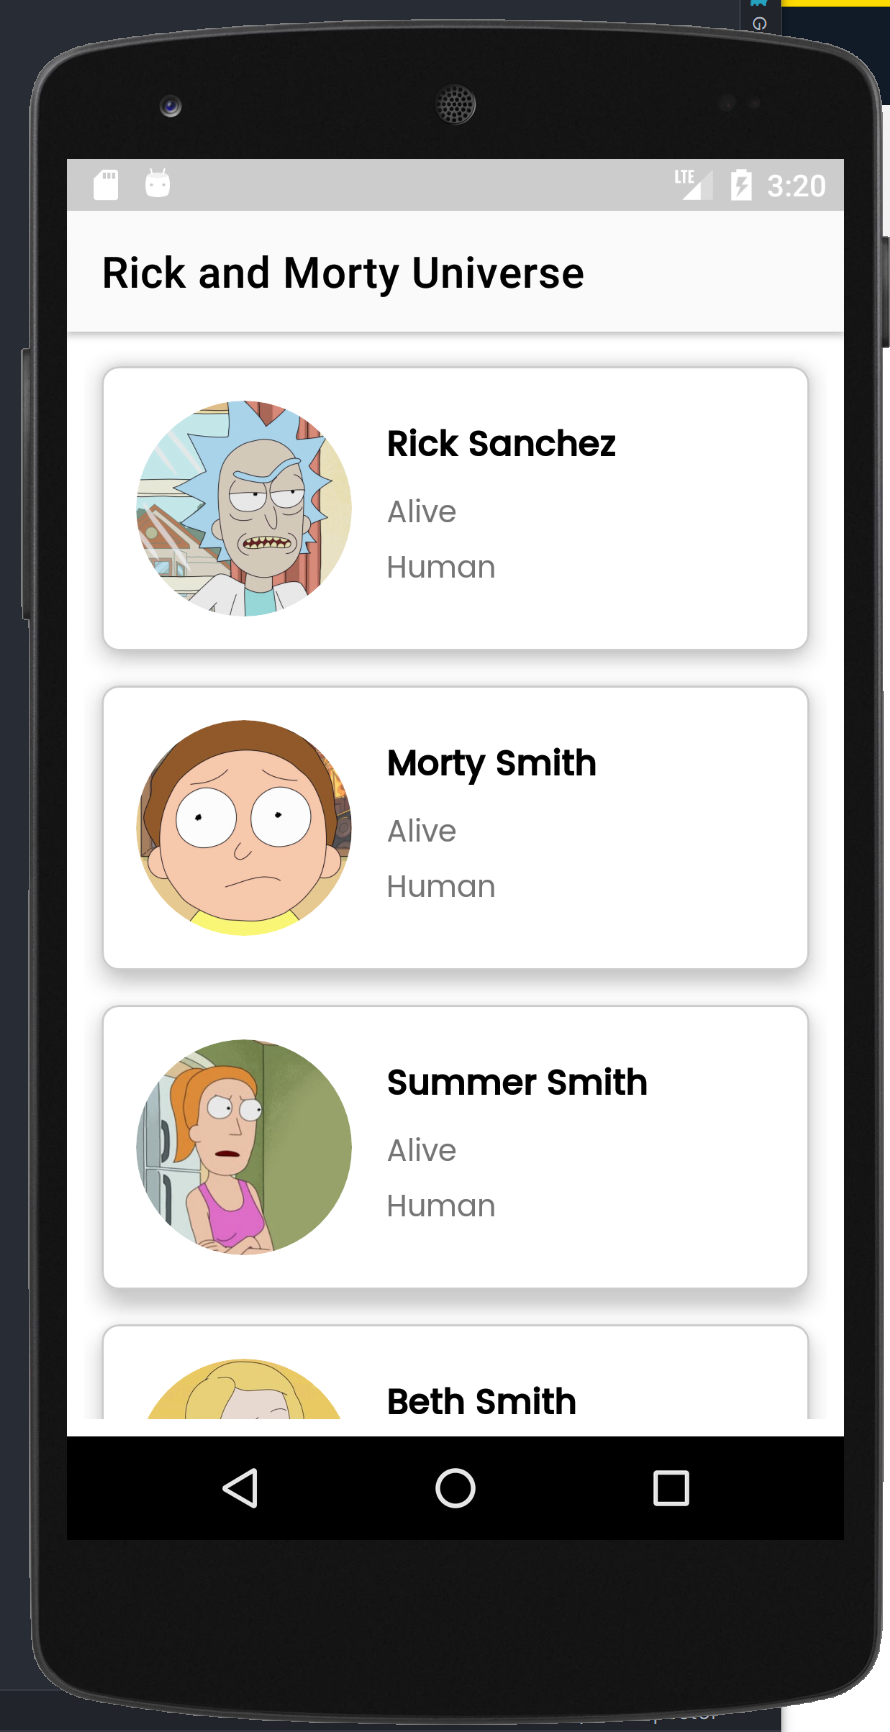 G
LTE 3:20
Rick and Morty Universe
Rick Sanchez
Alive
Human
Morty Smith
Alive
Human
Summer Smith
Alive
Human
Beth Smith